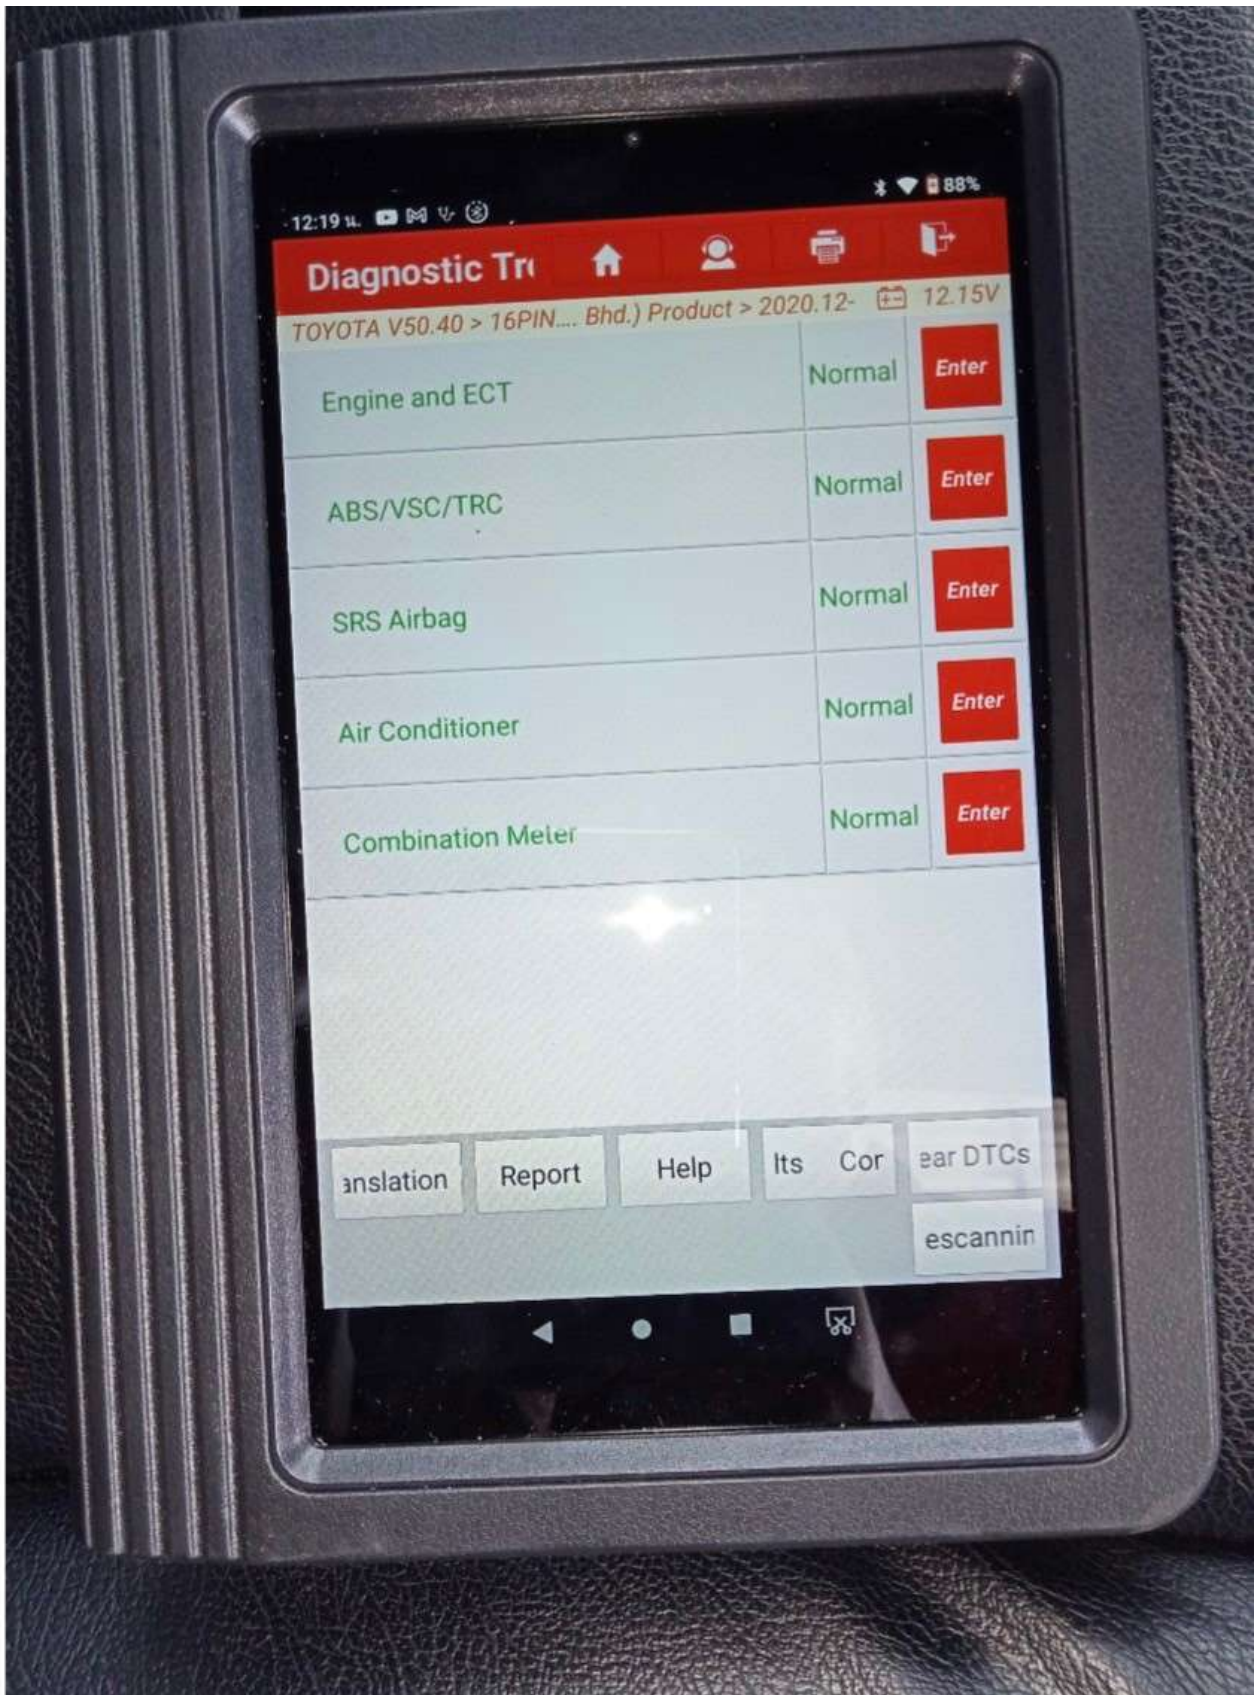 12:19 น. 88%
Diagnostic Tr
TOYOTA V50.40 > 16PIN.... Bhd.) Product > 2020.12- 12.15V
Engine and ECT Normal Enter
ABS/VSC/TRC Normal Enter
SRS Airbag Normal Enter
Air Conditioner Normal Enter
Combination Meter Normal Enter
anslation Report Help lts Cor ear DTCs
escannin